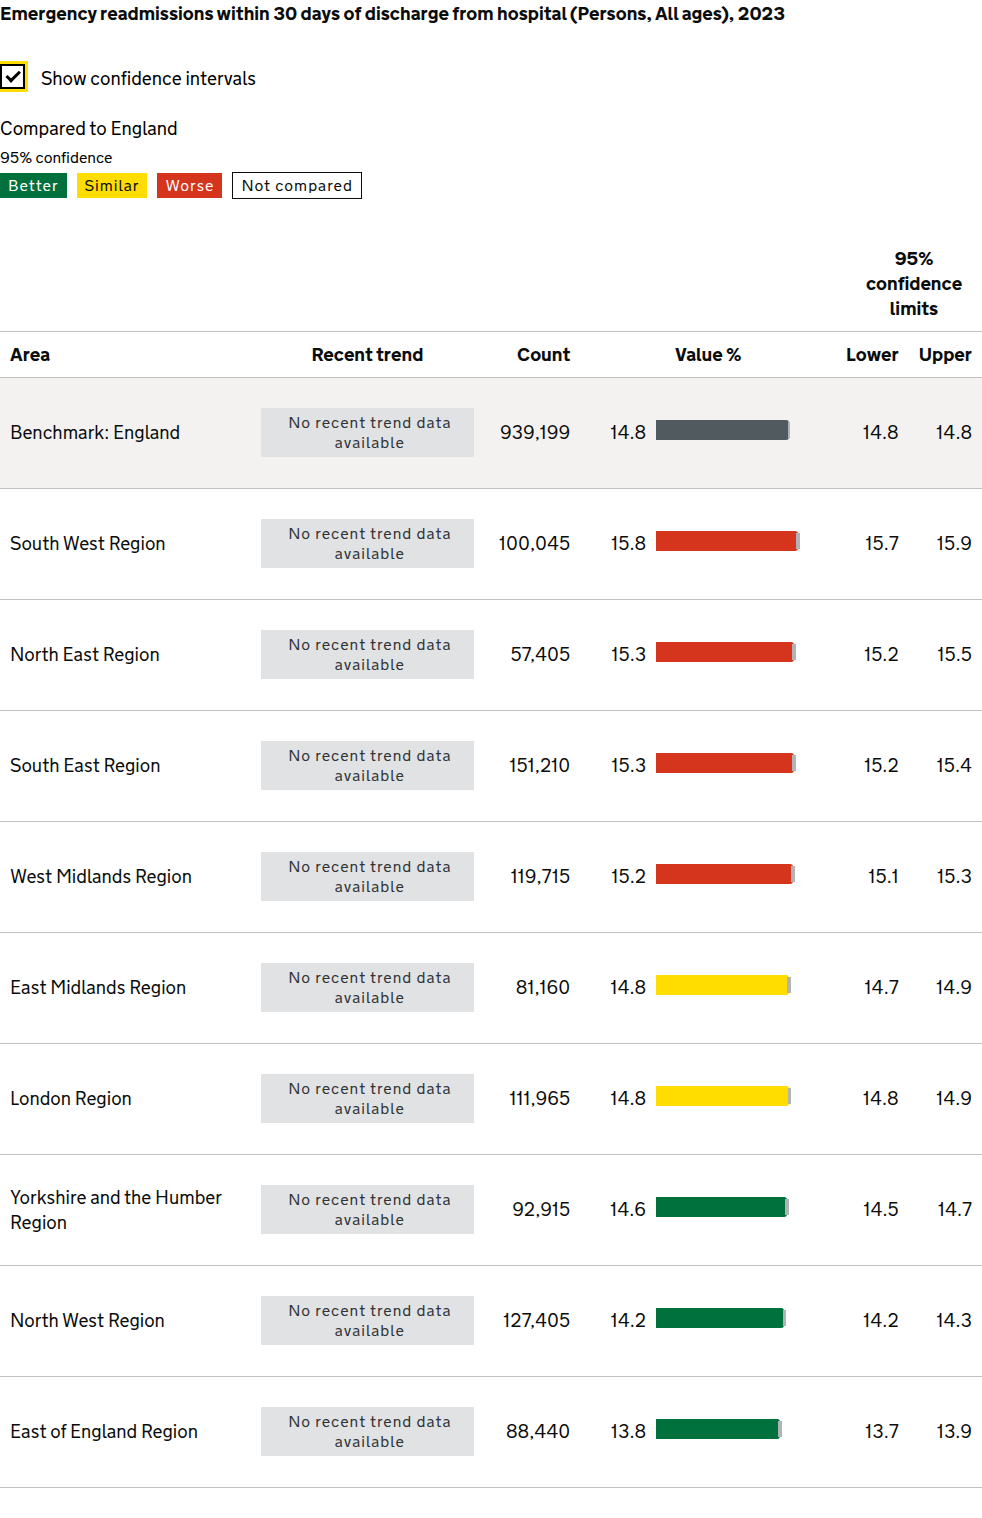 Emergency readmissions within 30 days of discharge from hospital (Persons, All ages), 2023
Show confidence intervals
Compared to England
95% confidence
Better Similar Worse Not compared
95%
confidence
limits
Area Recent trend Count Value % Lower Upper
Benchmark: England No recent trend data available 939,199 14.8 14.8 14.8
South West Region No recent trend data available 100,045 15.8 15.7 15.9
North East Region No recent trend data available 57,405 15.3 15.2 15.5
South East Region No recent trend data available 151,210 15.3 15.2 15.4
West Midlands Region No recent trend data available 119,715 15.2 15.1 15.3
East Midlands Region No recent trend data available 81,160 14.8 14.7 14.9
London Region No recent trend data available 111,965 14.8 14.8 14.9
Yorkshire and the Humber Region No recent trend data available 92,915 14.6 14.5 14.7
North West Region No recent trend data available 127,405 14.2 14.2 14.3
East of England Region No recent trend data available 88,440 13.8 13.7 13.9